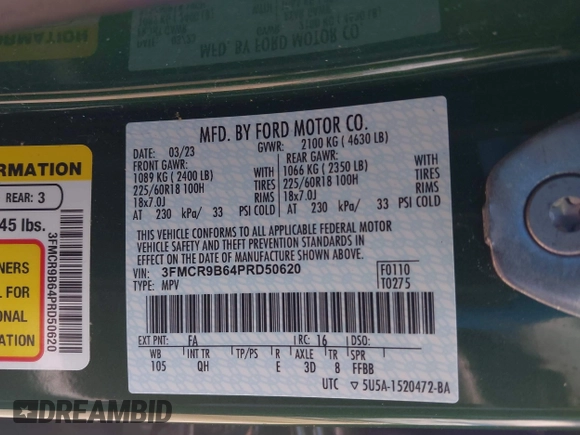 MFD. BY FORD MOTOR CO.
FORMATION
MFD. BY FORD MOTOR CO.
DATE: 03/23 GVWR: 2100 KG ( 4630 LB)
FRONT GAWR: REAR GAWR:
1089 KG ( 2400 LB) 1066 KG ( 2350 LB)
225/60R18 100H TIRES 225/60R18 100H TIRES
18x7.0J RIMS 18x7.0J RIMS
AT 230 kPa/ 33 PSI COLD AT 230 kPa/ 33 PSI COLD
THIS VEHICLE CONFORMS TO ALL APPLICABLE FEDERAL MOTOR
VEHICLE SAFETY AND THEFT PREVENTION STANDARDS
IN EFFECT ON THE DATE OF MANUFACTURE SHOWN ABOVE.
VIN: 3FMCR9B64PRD50620 F0110
TYPE: MPV T0275
EXT PNT: FA RC: 16 DSO:
WB INT TR TP/PS R AXLE TR SPR
105 QH E 3D 8 FFBB
UTC ▽5U5A-1520472-BA
ORMATION
REAR: 3
45 lbs.
NERS
L FOR
ONAL
ATION
3FMCR9B64PRD50620
DREAMBID